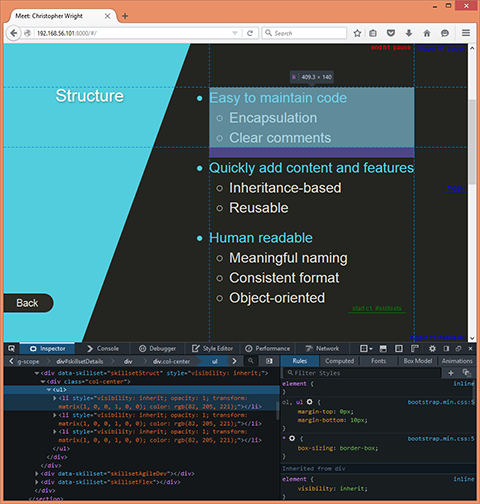 Meet: Christopher Wright
192.168.56.101:8000/#/
Search
Structure
li 409.3 × 140
Easy to maintain code
Encapsulation
Clear comments
Quickly add content and features
Inheritance-based
Reusable
Human readable
Meaningful naming
Consistent format
Object-oriented
Back
Inspector
Console
Debugger
Style Editor
Performance
Network
g-scope
div#skillsetDetails
div
div.col-center
ul
Rules
Computed
Fonts
Box Model
Animations
<div data-skillset="skillsetStruct" style="visibility: inherit;">
<div class="col-center">
<ul>
<li style="visibility: inherit; opacity: 1; transform:
matrix(1, 0, 0, 1, 0, 0); color: rgb(82, 205, 221);"></li>
<li style="visibility: inherit; opacity: 1; transform:
matrix(1, 0, 0, 1, 0, 0); color: rgb(82, 205, 221);"></li>
<li style="visibility: inherit; opacity: 1; transform:
matrix(1, 0, 0, 1, 0, 0); color: rgb(82, 205, 221);"></li>
</ul>
</div>
</div>
<div data-skillset="skillsetAgileDev"></div>
<div data-skillset="skillsetFlex"></div>
</section>
Filter Styles
element {
inline
}
ol, ul {
bootstrap.min.css:5
margin-top: 0px;
margin-bottom: 10px;
}
* {
bootstrap.min.css:5
box-sizing: border-box;
}
Inherited from div
element {
inline
visibility: inherit;